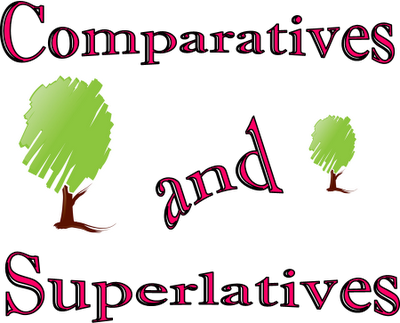 Comparatives
and
Superlatives